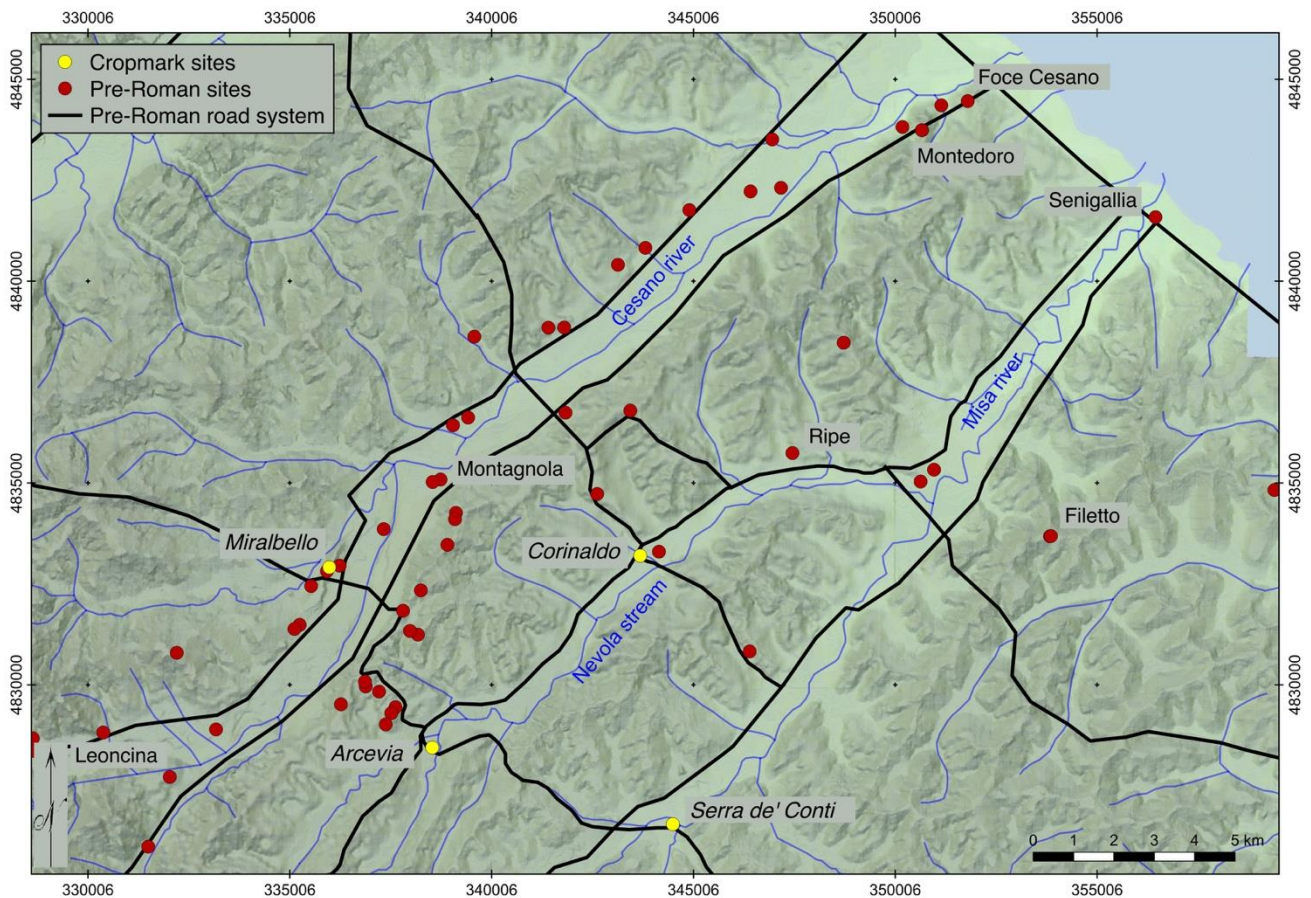 330006 335006 340006 345006 350006 355006
Cropmark sites
Pre-Roman sites
Pre-Roman road system
4845000
4845000
Foce Cesano
Montedoro
Senigallia
4840000
4840000
Cesano river
Misa river
Ripe
Montagnola
4835000
4835000
Filetto
Miralbello
Corinaldo
Nevola stream
4830000
4830000
Leoncina
Arcevia
Serra de' Conti
N
0 1 2 3 4 5 km
330006 335006 340006 345006 350006 355006